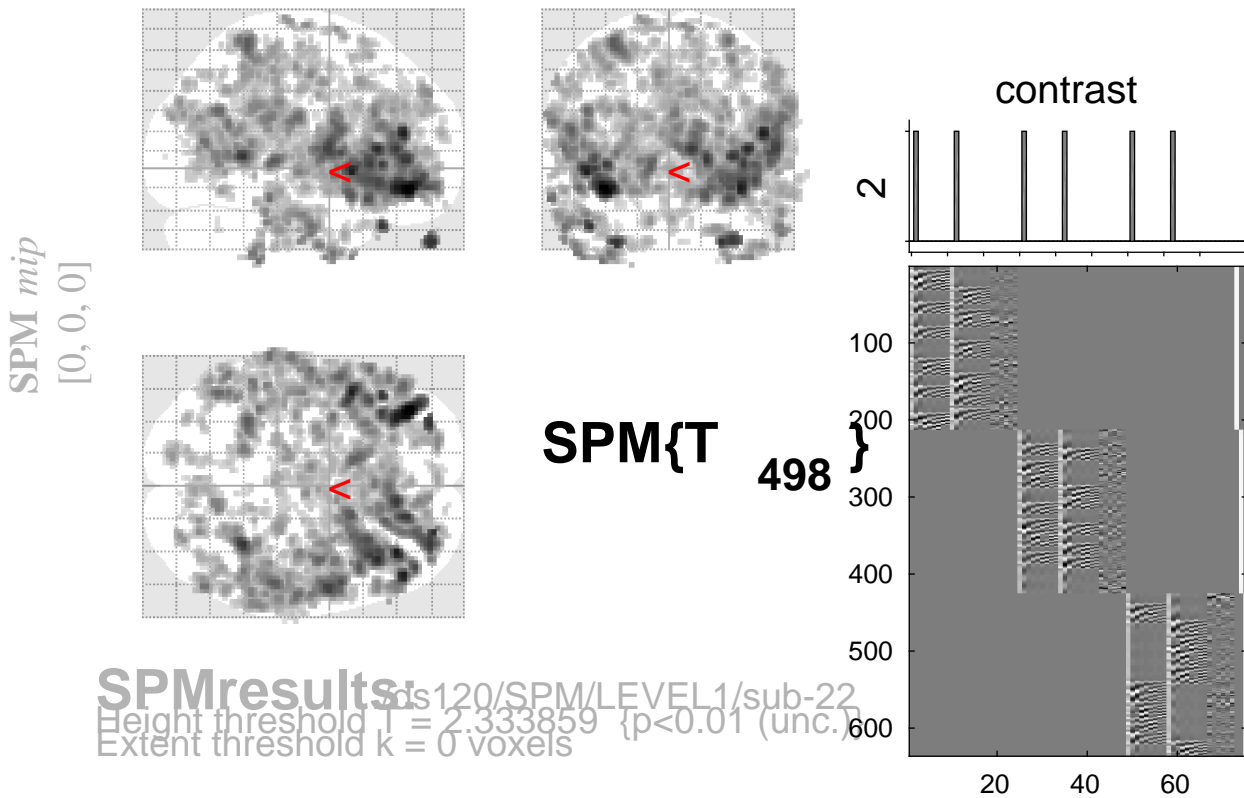 contrast
2
SPM mip
[0, 0, 0]
<
<
<
SPM{T 498 }
100
200
300
400
500
600
20 40 60
SPMresults: /ds120/SPM/LEVEL1/sub-22
Height threshold T = 2.333859 {p<0.01 (unc.)}
Extent threshold k = 0 voxels